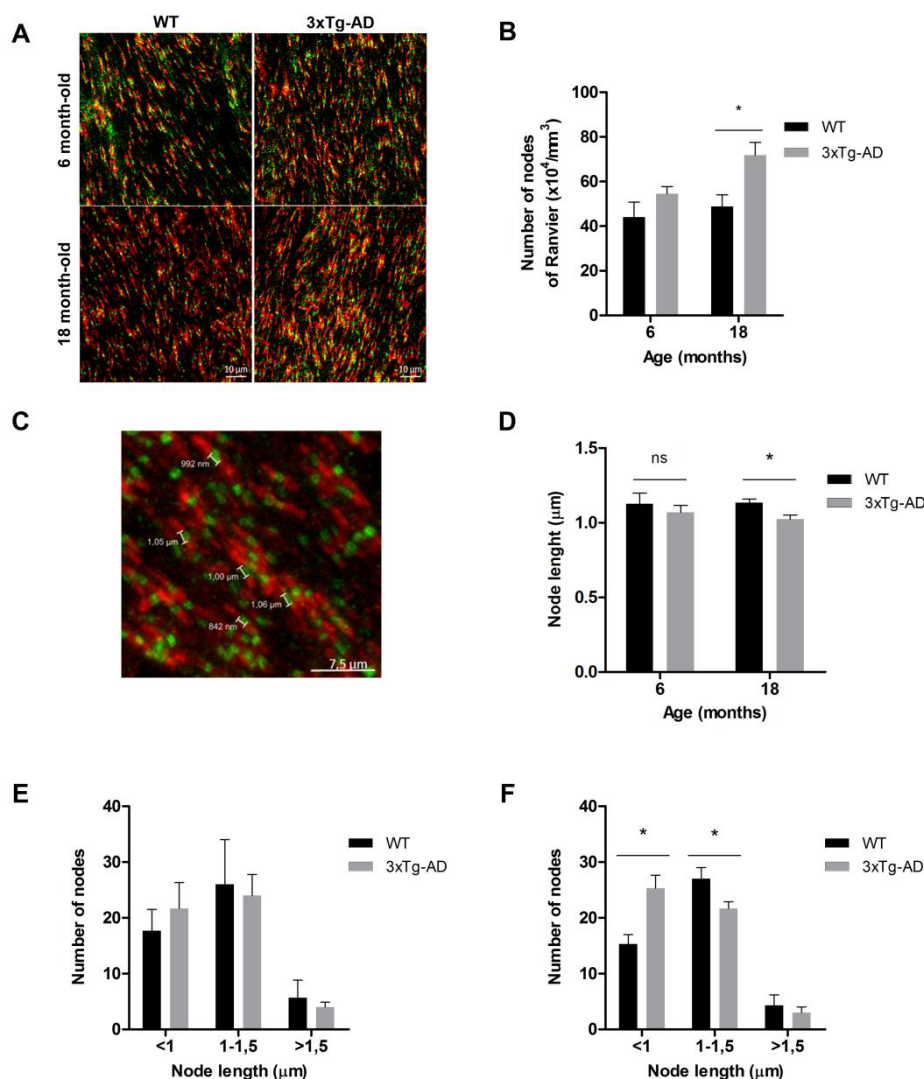 A
WT
3xTg-AD
6 month-old
18 month-old
10 µm
10 µm
B
Number of nodes
of Ranvier (x10⁴/mm³)
100
80
60
40
20
0
*
6
18
Age (months)
WT
3xTg-AD
C
992 nm
1,05 µm
1,00 µm
1,06 µm
842 nm
7,5 µm
D
Node lenght (µm)
1.5
1.0
0.5
0.0
ns
*
6
18
Age (months)
WT
3xTg-AD
E
Number of nodes
40
30
20
10
0
<1
1-1,5
>1,5
Node length (µm)
WT
3xTg-AD
F
Number of nodes
40
30
20
10
0
*
*
<1
1-1,5
>1,5
Node length (µm)
WT
3xTg-AD